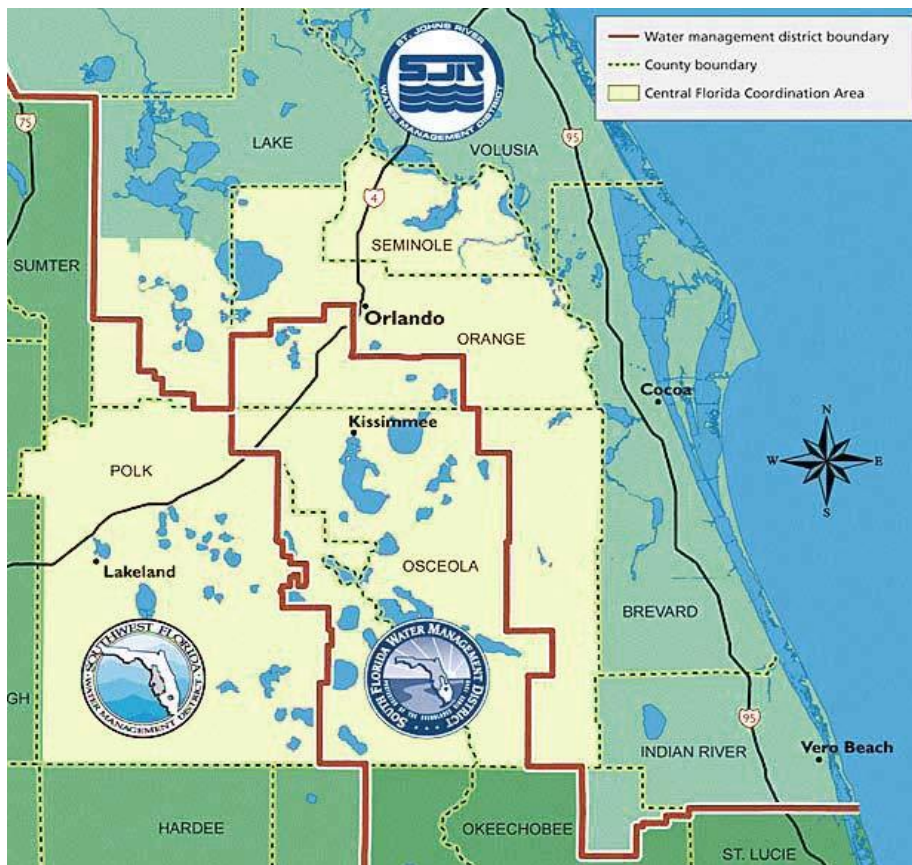 ST. JOHNS RIVER
SJR
WATER MANAGEMENT DISTRICT
Water management district boundary
County boundary
Central Florida Coordination Area
75
LAKE
VOLUSIA
95
4
SEMINOLE
SUMTER
Orlando
ORANGE
Cocoa
Kissimmee
N
W
E
S
POLK
Lakeland
OSCEOLA
BREVARD
SOUTHWEST FLORIDA
WATER MANAGEMENT DISTRICT
SOUTH FLORIDA WATER MANAGEMENT DISTRICT
GH
95
INDIAN RIVER
Vero Beach
HARDEE
OKEECHOBEE
ST. LUCIE